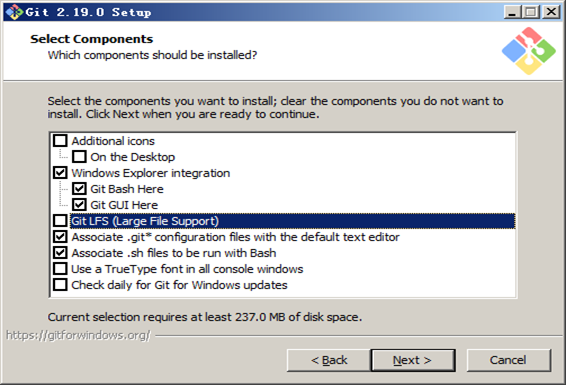 Git 2.19.0 Setup
Select Components
Which components should be installed?
Select the components you want to install; clear the components you do not want to
install. Click Next when you are ready to continue.
Additional icons
On the Desktop
Windows Explorer integration
Git Bash Here
Git GUI Here
Git LFS (Large File Support)
Associate .git* configuration files with the default text editor
Associate .sh files to be run with Bash
Use a TrueType font in all console windows
Check daily for Git for Windows updates
Current selection requires at least 237.0 MB of disk space.
https://gitforwindows.org/
< Back
Next >
Cancel